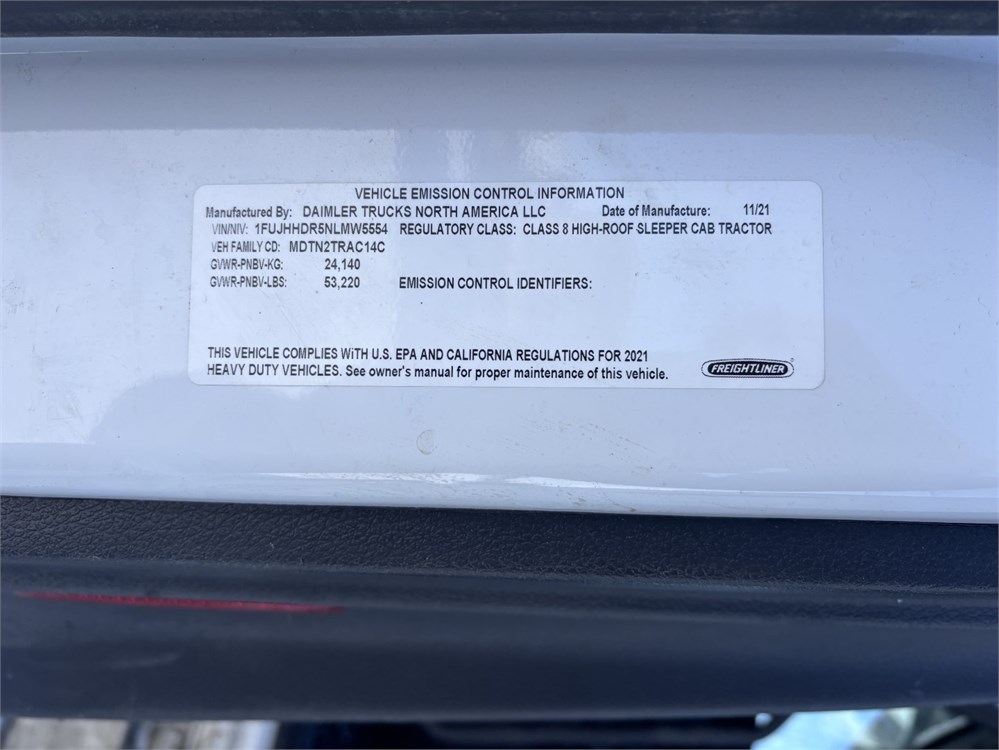 VEHICLE EMISSION CONTROL INFORMATION
Manufactured By: DAIMLER TRUCKS NORTH AMERICA LLC Date of Manufacture: 11/21
VIN/NIV: 1FUJHHDR5NLMW5554 REGULATORY CLASS: CLASS 8 HIGH-ROOF SLEEPER CAB TRACTOR
VEH FAMILY CD: MDTN2TRAC14C
GVWR-PNBV-KG: 24,140
GVWR-PNBV-LBS: 53,220 EMISSION CONTROL IDENTIFIERS:
THIS VEHICLE COMPLIES WITH U.S. EPA AND CALIFORNIA REGULATIONS FOR 2021
HEAVY DUTY VEHICLES. See owner's manual for proper maintenance of this vehicle.
FREIGHTLINER®